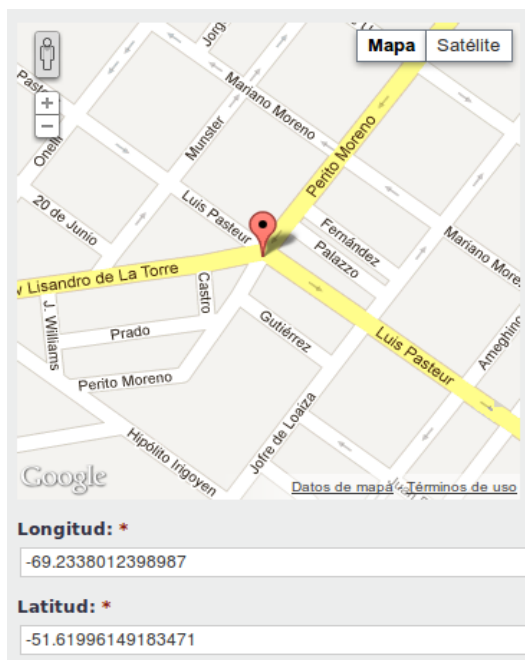 Mapa
Satélite
+
−
Jorg
Mariano Moreno
Perito Moreno
Munster
Onelli
20 de Junio
Luis Pasteur
Fernández
Palazzo
Mariano More
v Lisandro de La Torre
Castro
J. Williams
Prado
Gutiérrez
Luis Pasteur
Ameghino
Perito Moreno
Jofre de Loaiza
Hipólito Irigoyen
Google
Datos de mapa
Términos de uso
Longitud: *
-69.2338012398987
Latitud: *
-51.61996149183471